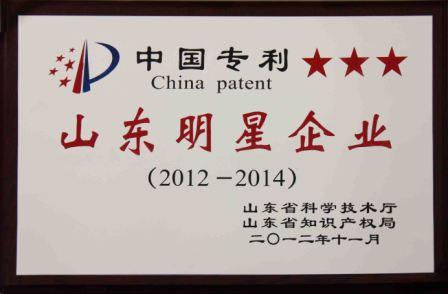 中国专利
China patent
山东明星企业
(2012-2014)
山东省科学技术厅
山东省知识产权局
二〇一二年十一月